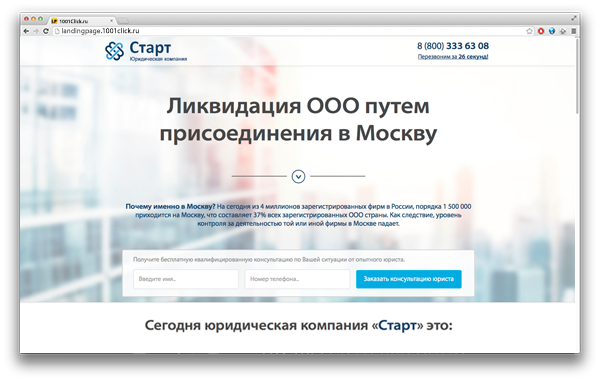 1001Click.ru
landingpage.1001click.ru
Старт
Юридическая компания
8 (800) 333 63 08
Перезвоним за 26 секунд!
Ликвидация ООО путем
присоединения в Москву
Почему именно в Москву? На сегодня из 4 миллионов зарегистрированных фирм в России, порядка 1 500 000
приходится на Москву, что составляет 37% всех зарегистрированных ООО страны. Как следствие, уровень
контроля за деятельностью той или иной фирмы в Москве падает.
Получите бесплатную квалифицированную консультацию по Вашей ситуации от опытного юриста.
Введите имя..
Номер телефона..
Заказать консультацию юриста
Сегодня юридическая компания «Старт» это: